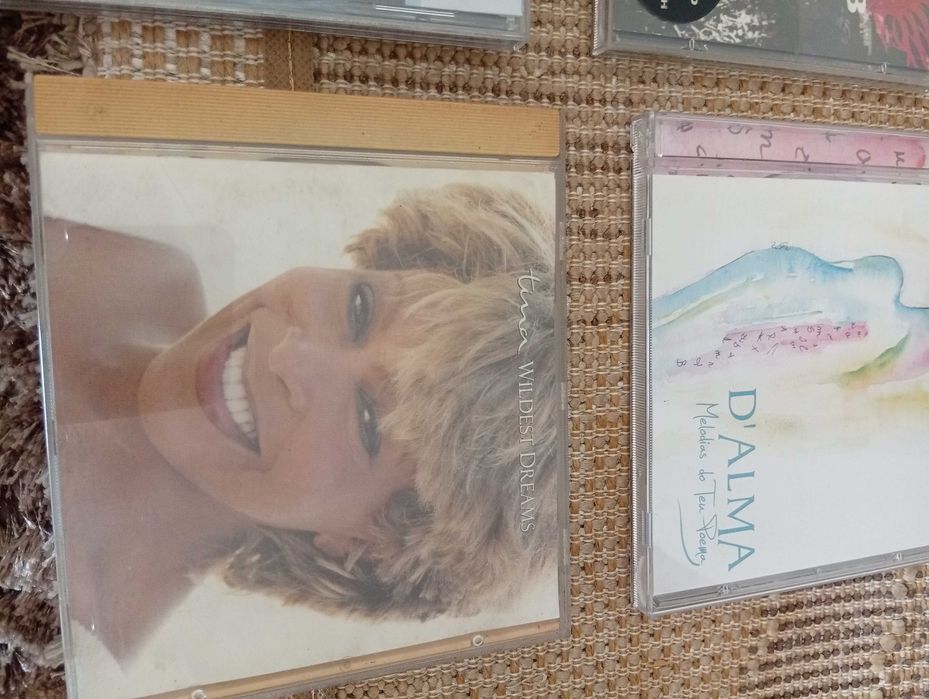 tina WILDEST DREAMS
D'ALMA
Melodias do Teu Poema